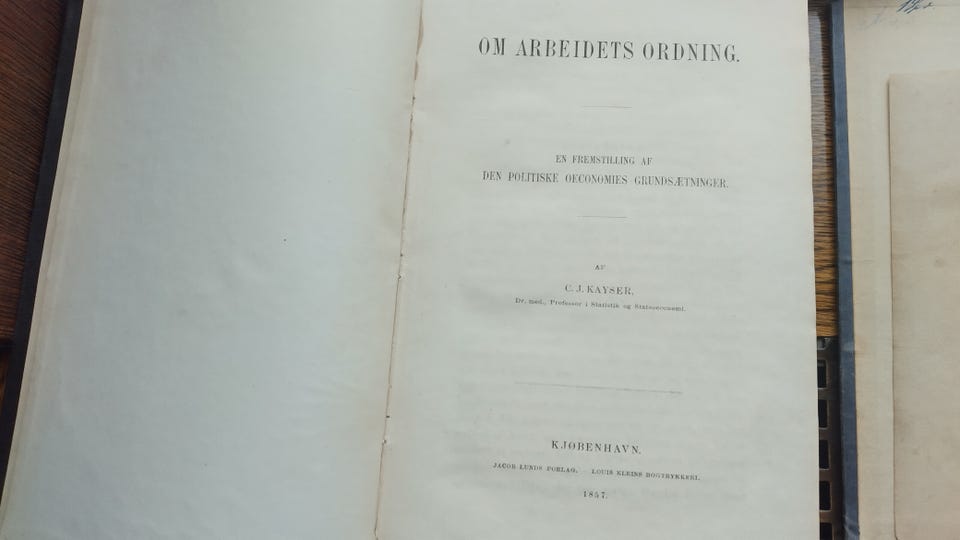 OM ARBEIDETS ORDNING.
EN FREMSTILLING AF
DEN POLITISKE OECONOMIES GRUNDSÆTNINGER.
AF
C. J. KAYSER,
Dr. med., Professor i Statistik og Statsoeconomi.
KJØBENHAVN.
JACOB LUNDS FORLAG. LOUIS KLEINS BOGTRYKKERI.
1857.